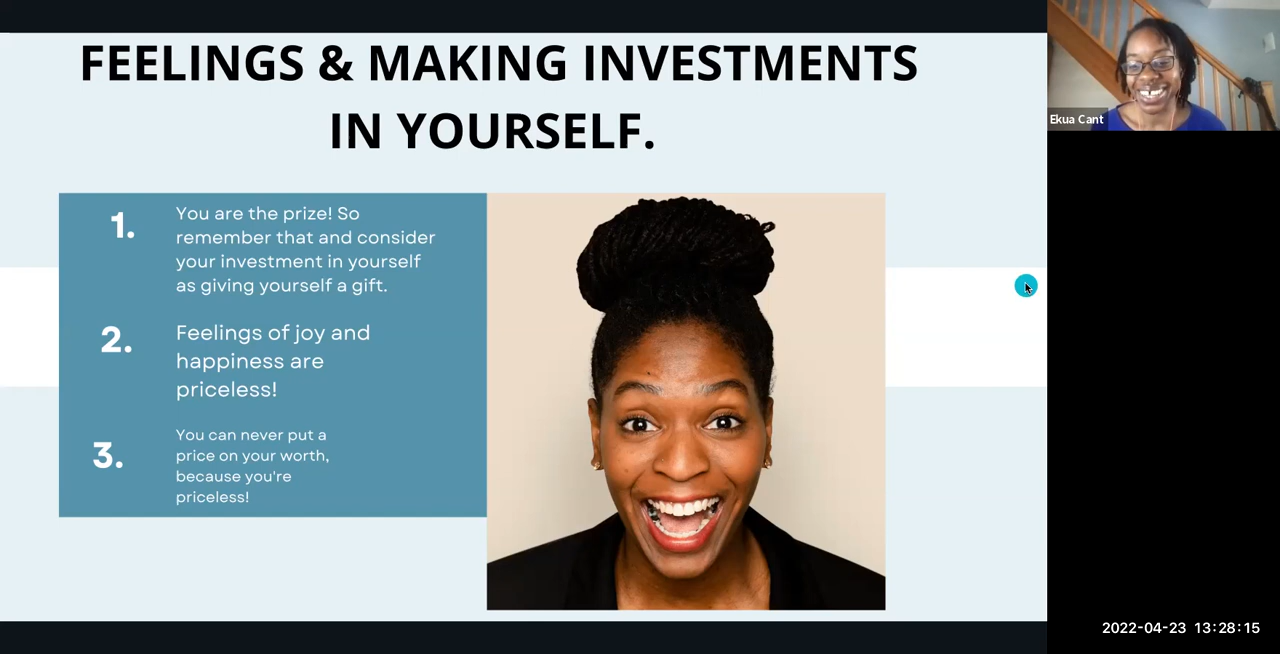 FEELINGS & MAKING INVESTMENTS
IN YOURSELF.
1.
You are the prize! So
remember that and consider
your investment in yourself
as giving yourself a gift.
2.
Feelings of joy and
happiness are
priceless!
3.
You can never put a
price on your worth,
because you're
priceless!
Ekua Cant
2022-04-23 13:28:15